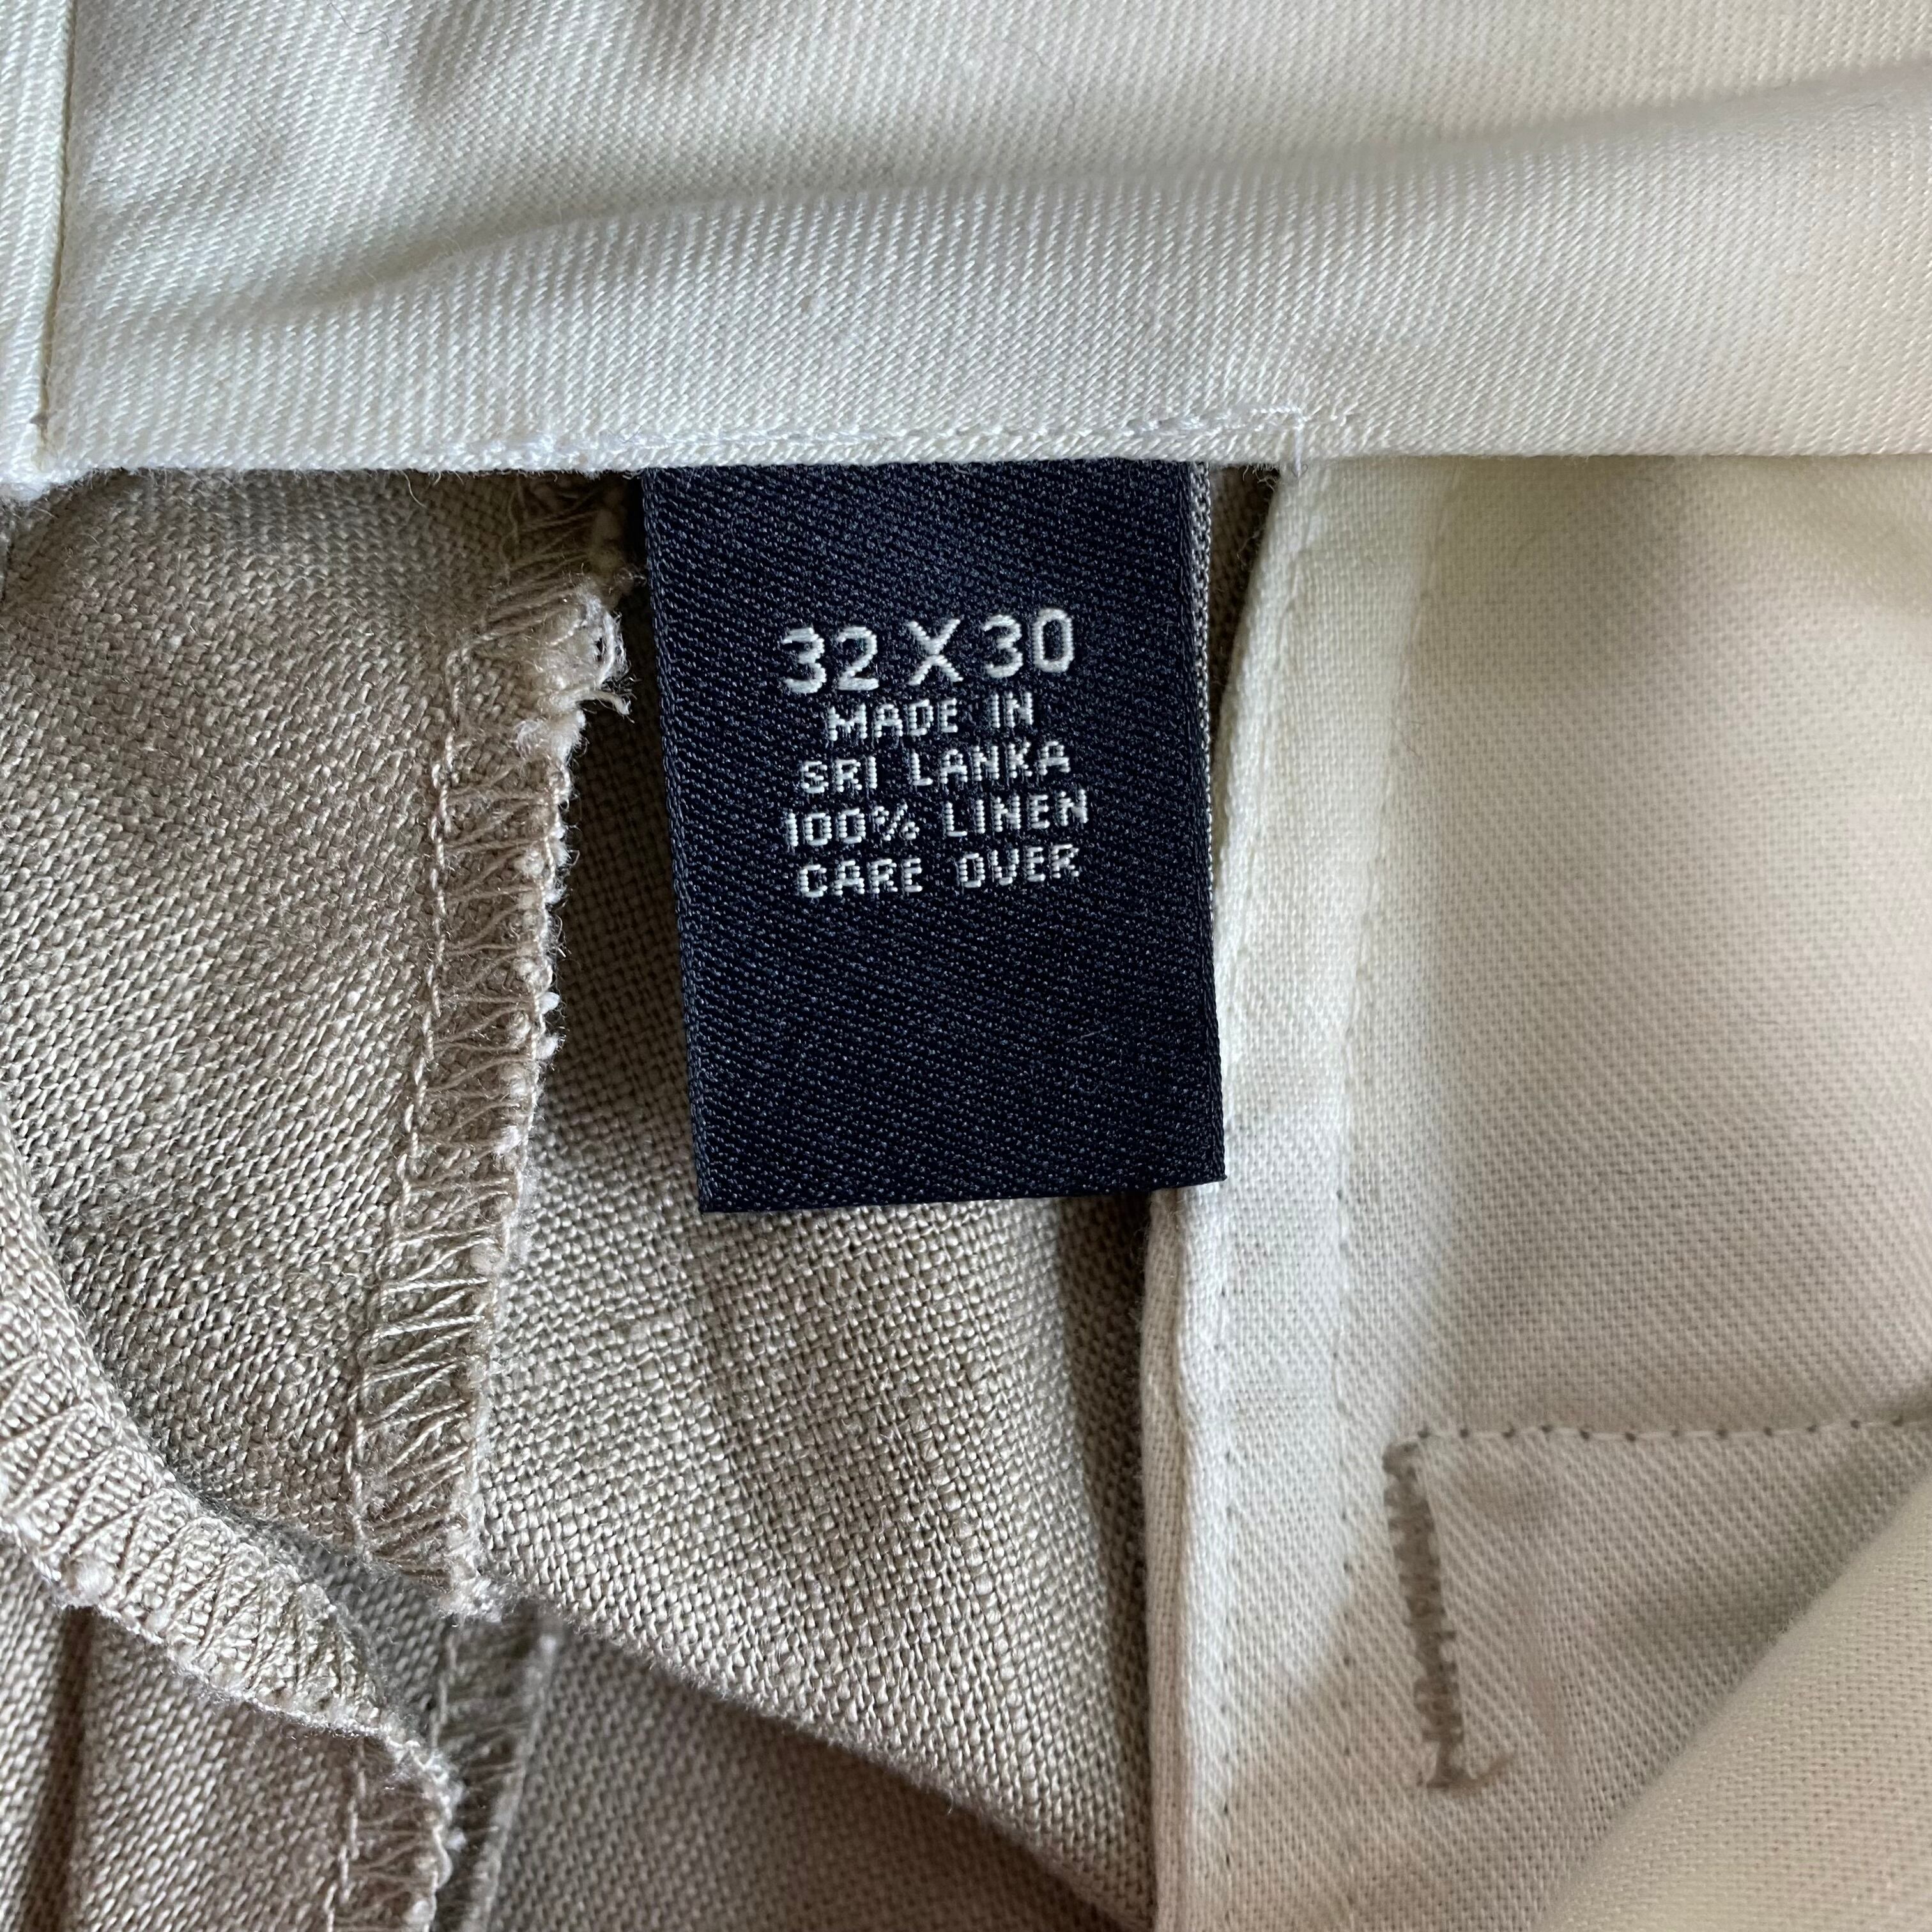 32 X 30
MADE IN
SRI LANKA
100% LINEN
CARE OVER